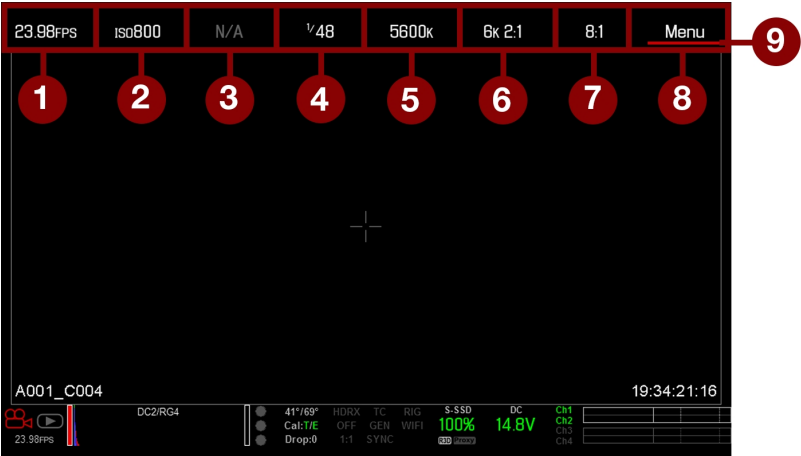 23.98FPS ISO800 N/A 1/48 5600K 6K 2:1 8:1 Menu 9
1 2 3 4 5 6 7 8
A001_C004 19:34:21:16
DC2/RG4 41°/69° HDRX TC RIG S-SSD DC Ch1
Cal:T/E OFF GEN WIFI 100% 14.8V Ch2
23.98FPS Drop:0 1:1 SYNC R3D Proxy Ch3
Ch4